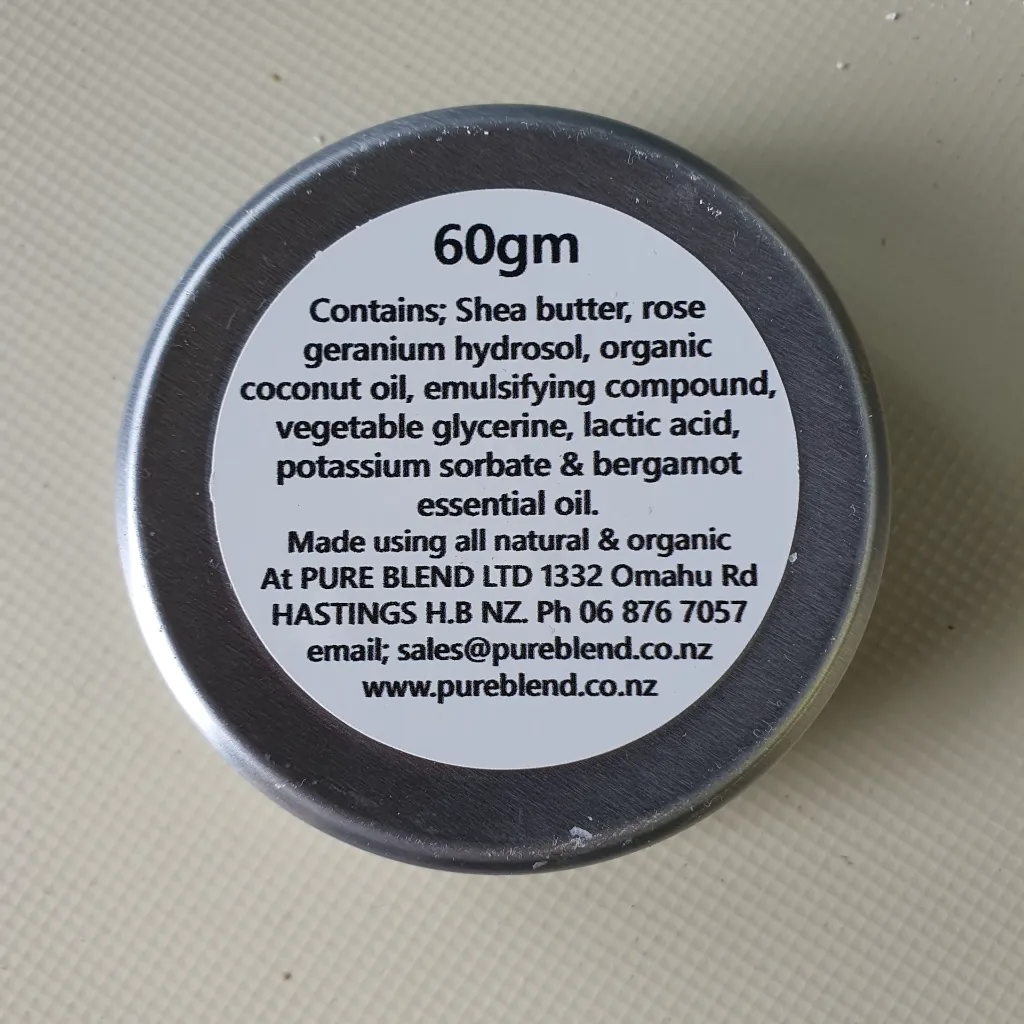 60gm
Contains; Shea butter, rose
geranium hydrosol, organic
coconut oil, emulsifying compound,
vegetable glycerine, lactic acid,
potassium sorbate & bergamot
essential oil.
Made using all natural & organic
At PURE BLEND LTD 1332 Omahu Rd
HASTINGS H.B NZ. Ph 06 876 7057
email; sales@pureblend.co.nz
www.pureblend.co.nz